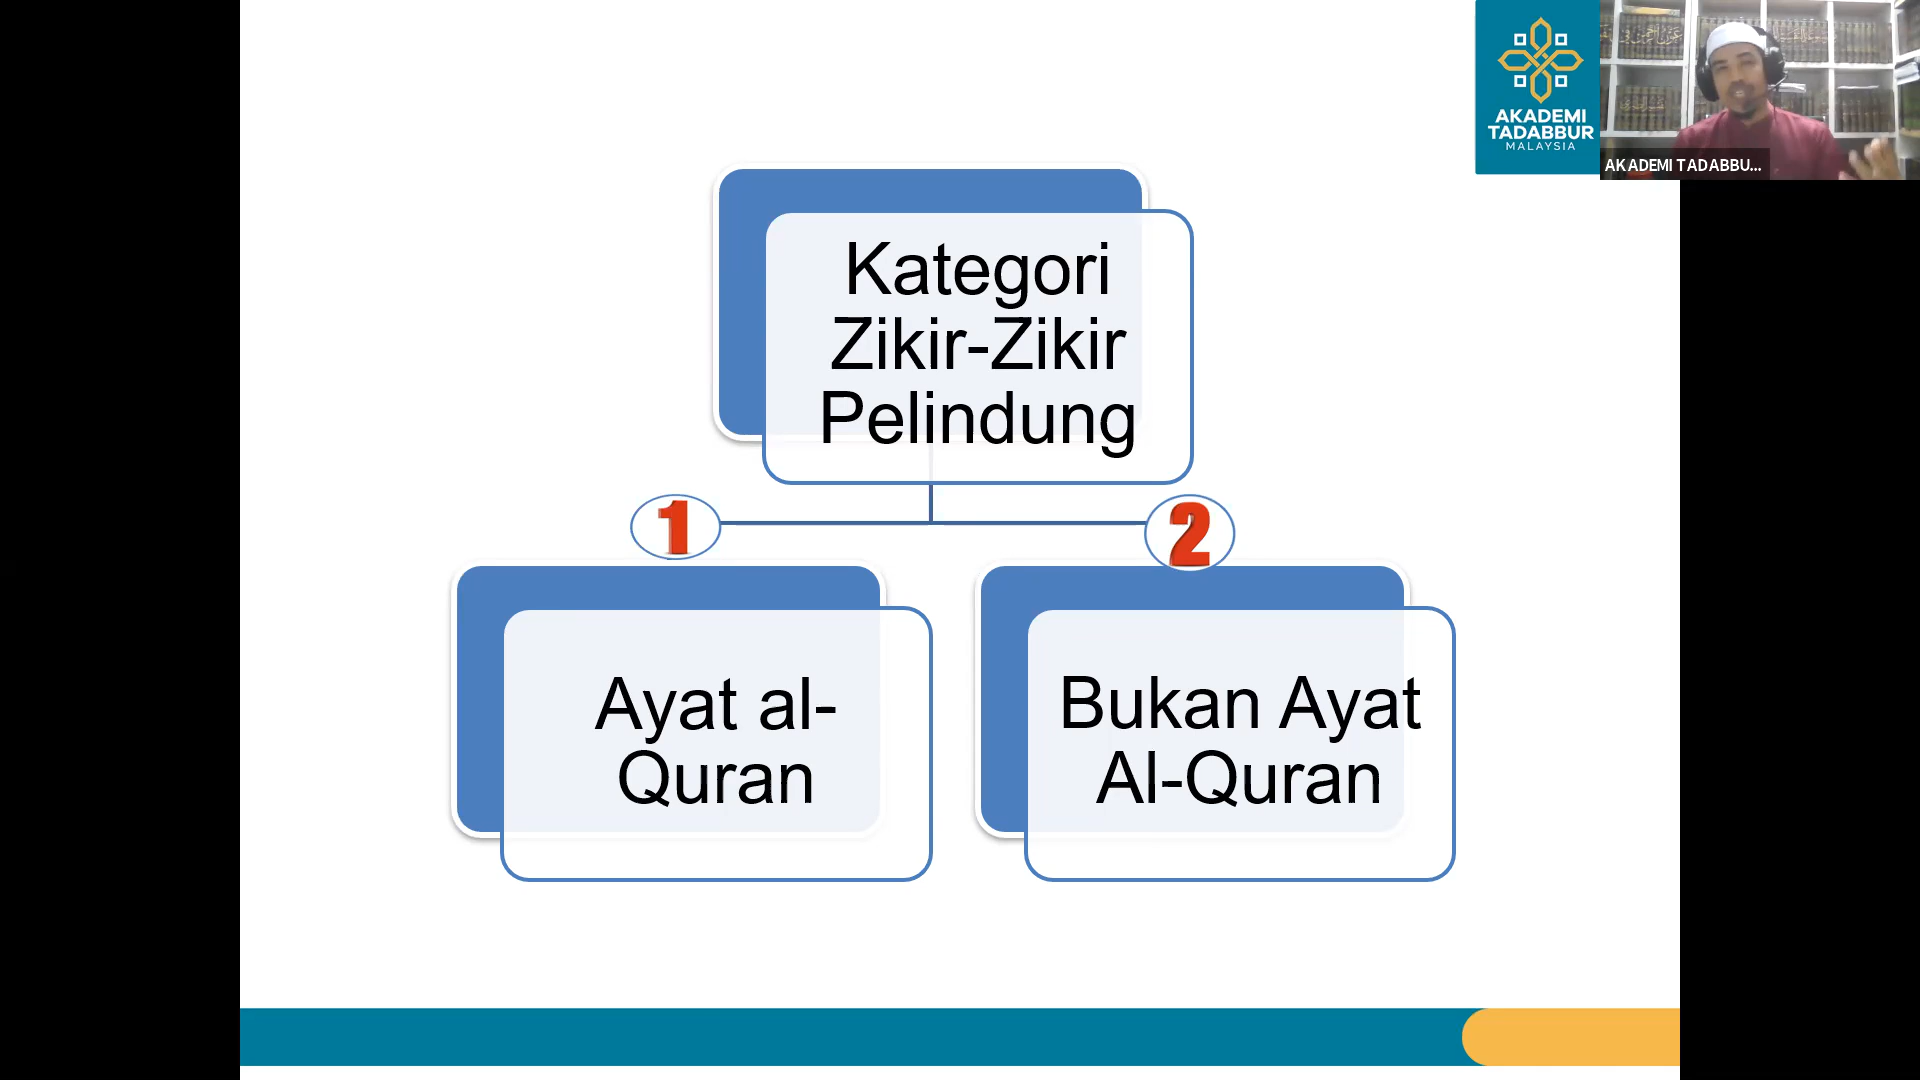 AKADEMI
TADABBUR
MALAYSIA
AKADEMI TADABBU...
Kategori
Zikir-Zikir
Pelindung
1
2
Ayat al-
Quran
Bukan Ayat
Al-Quran